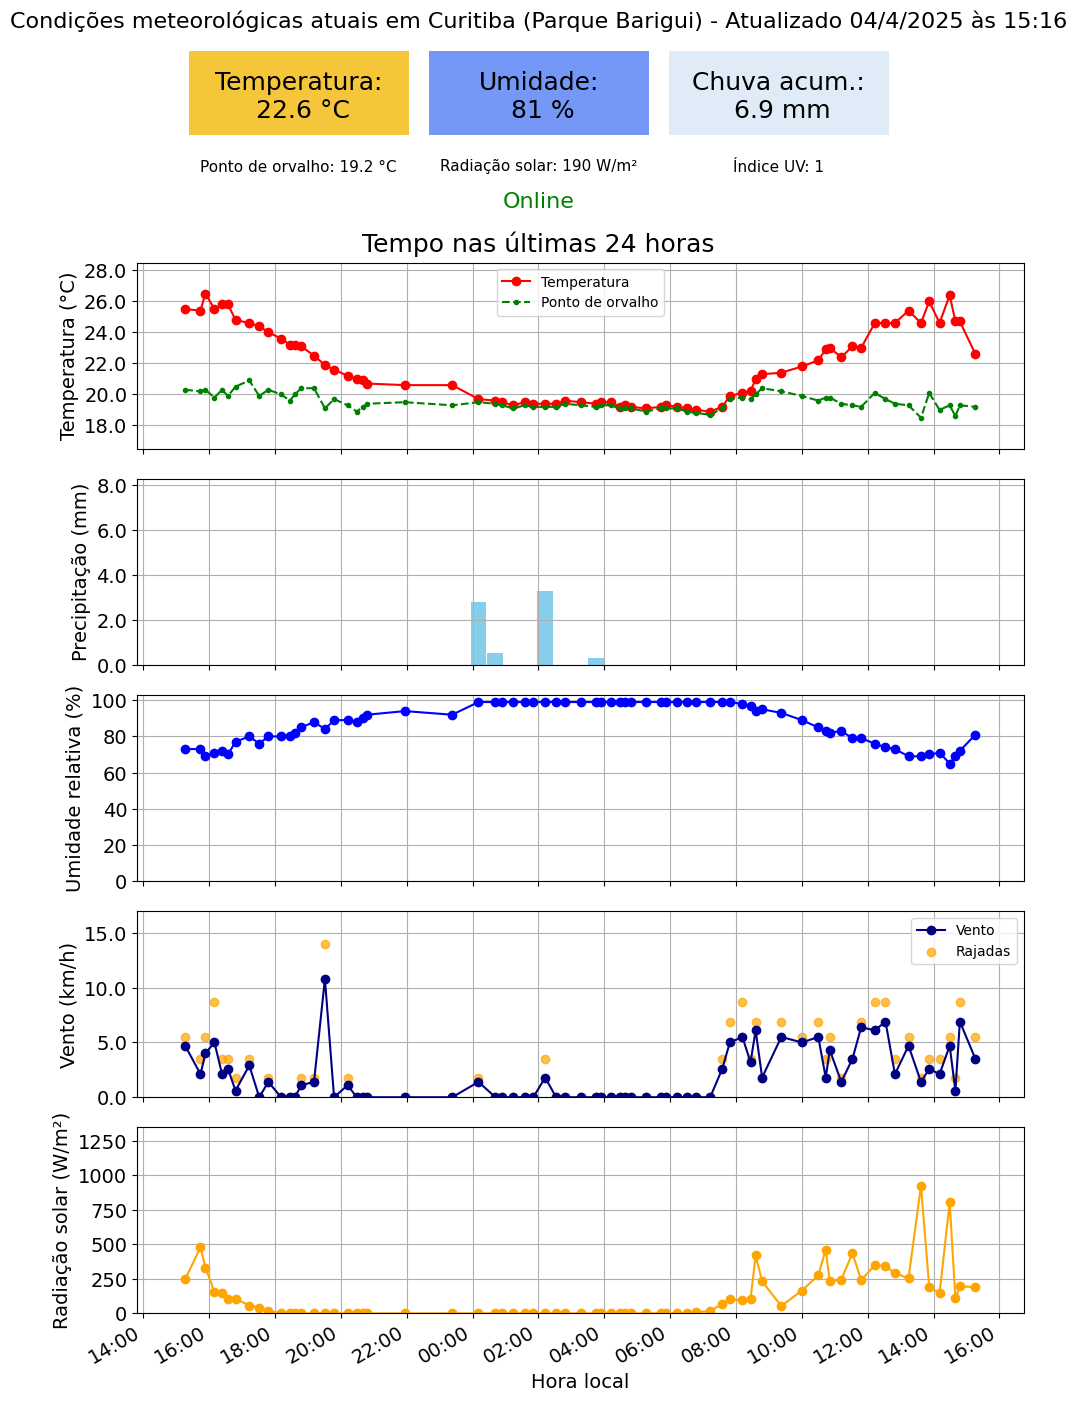 Condições meteorológicas atuais em Curitiba (Parque Barigui) - Atualizado 04/4/2025 às 15:16
Temperatura:
22.6 °C
Umidade:
81 %
Chuva acum.:
6.9 mm
Ponto de orvalho: 19.2 °C
Radiação solar: 190 W/m²
Índice UV: 1
Online
Tempo nas últimas 24 horas
Temperatura (°C)
28.0
26.0
24.0
22.0
20.0
18.0
Temperatura
Ponto de orvalho
Precipitação (mm)
8.0
6.0
4.0
2.0
0.0
Umidade relativa (%)
100
80
60
40
20
0
Vento (km/h)
15.0
10.0
5.0
0.0
Vento
Rajadas
Radiação solar (W/m²)
1250
1000
750
500
250
0
14:00
16:00
18:00
20:00
22:00
00:00
02:00
04:00
06:00
08:00
10:00
12:00
14:00
16:00
Hora local